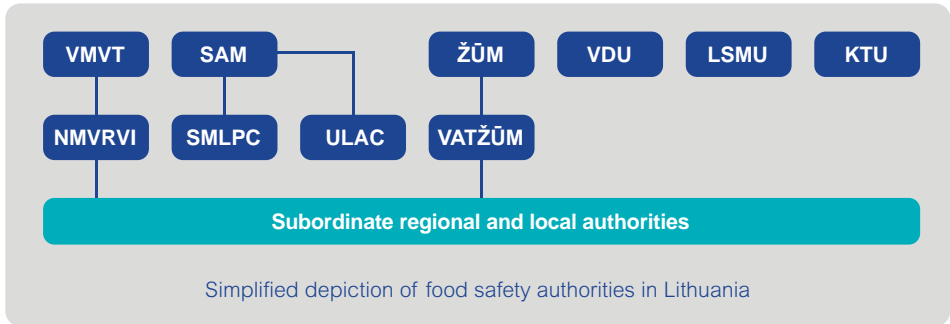 VMVT
SAM
ŽŪM
VDU
LSMU
KTU
NMVRVI
SMLPC
ULAC
VATŽŪM
Subordinate regional and local authorities
Simplified depiction of food safety authorities in Lithuania